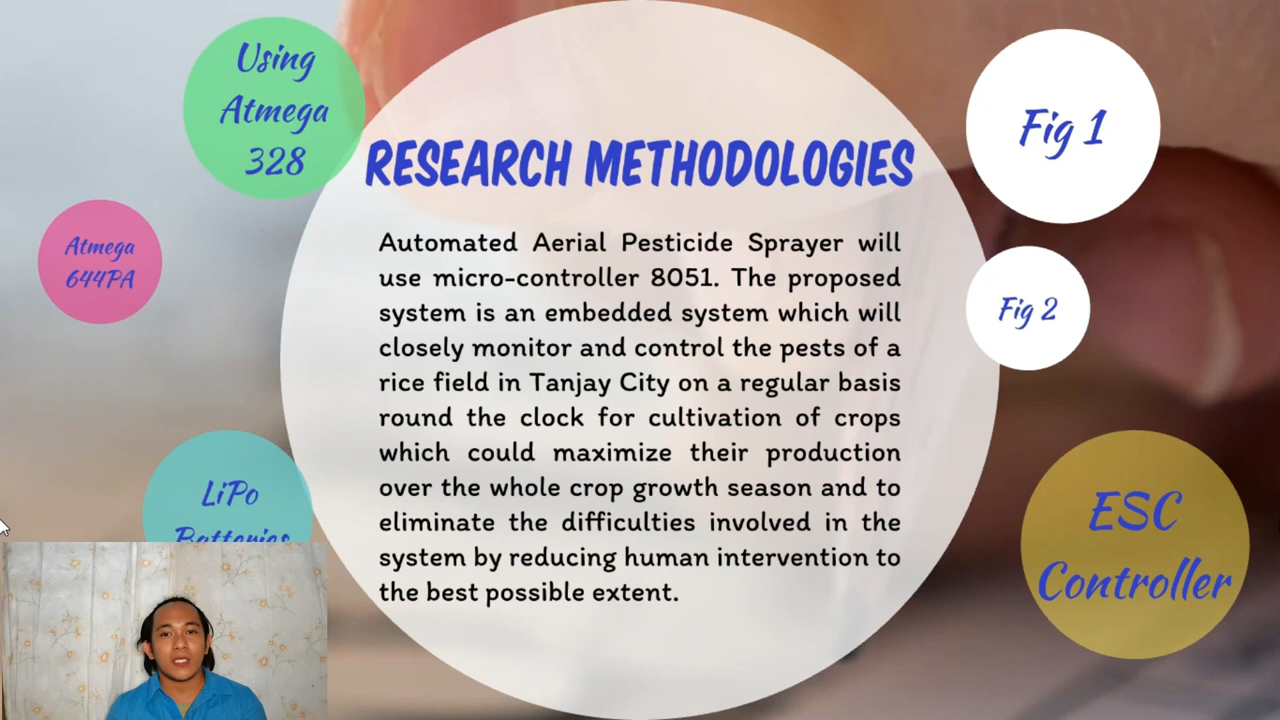 Using
Atmega
328
Atmega
644PA
LiPo
Batteries
RESEARCH METHODOLOGIES
Automated Aerial Pesticide Sprayer will
use micro-controller 8051. The proposed
system is an embedded system which will
closely monitor and control the pests of a
rice field in Tanjay City on a regular basis
round the clock for cultivation of crops
which could maximize their production
over the whole crop growth season and to
eliminate the difficulties involved in the
system by reducing human intervention to
the best possible extent.
Fig 1
Fig 2
ESC
Controller